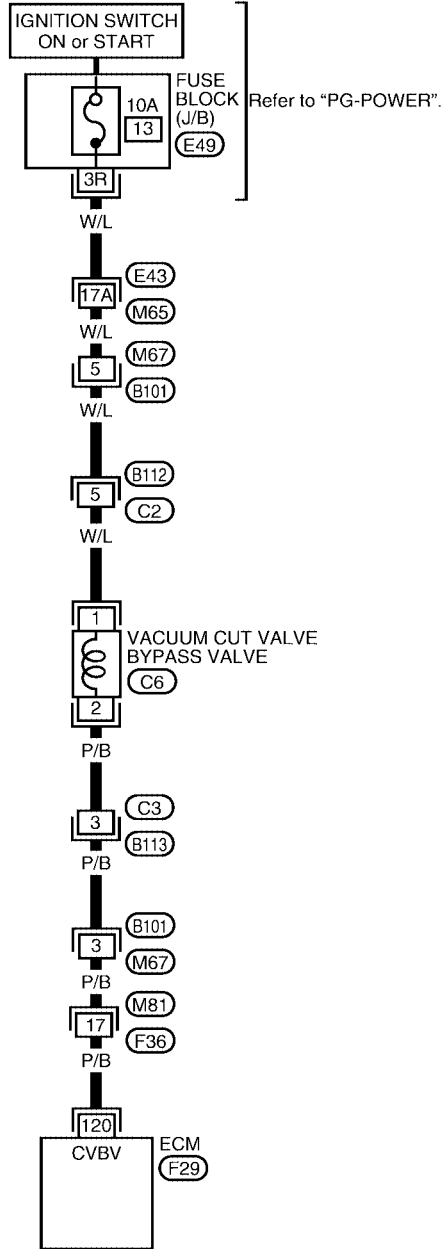 IGNITION SWITCH
ON or START
FUSE
BLOCK
(J/B)
10A
13
E49
Refer to “PG-POWER”.
3R
W/L
E43
17A
M65
W/L
M67
5
B101
W/L
B112
5
C2
W/L
1
VACUUM CUT VALVE
BYPASS VALVE
C6
2
P/B
C3
3
B113
P/B
B101
3
M67
P/B
M81
17
F36
P/B
120
CVBV
ECM
F29